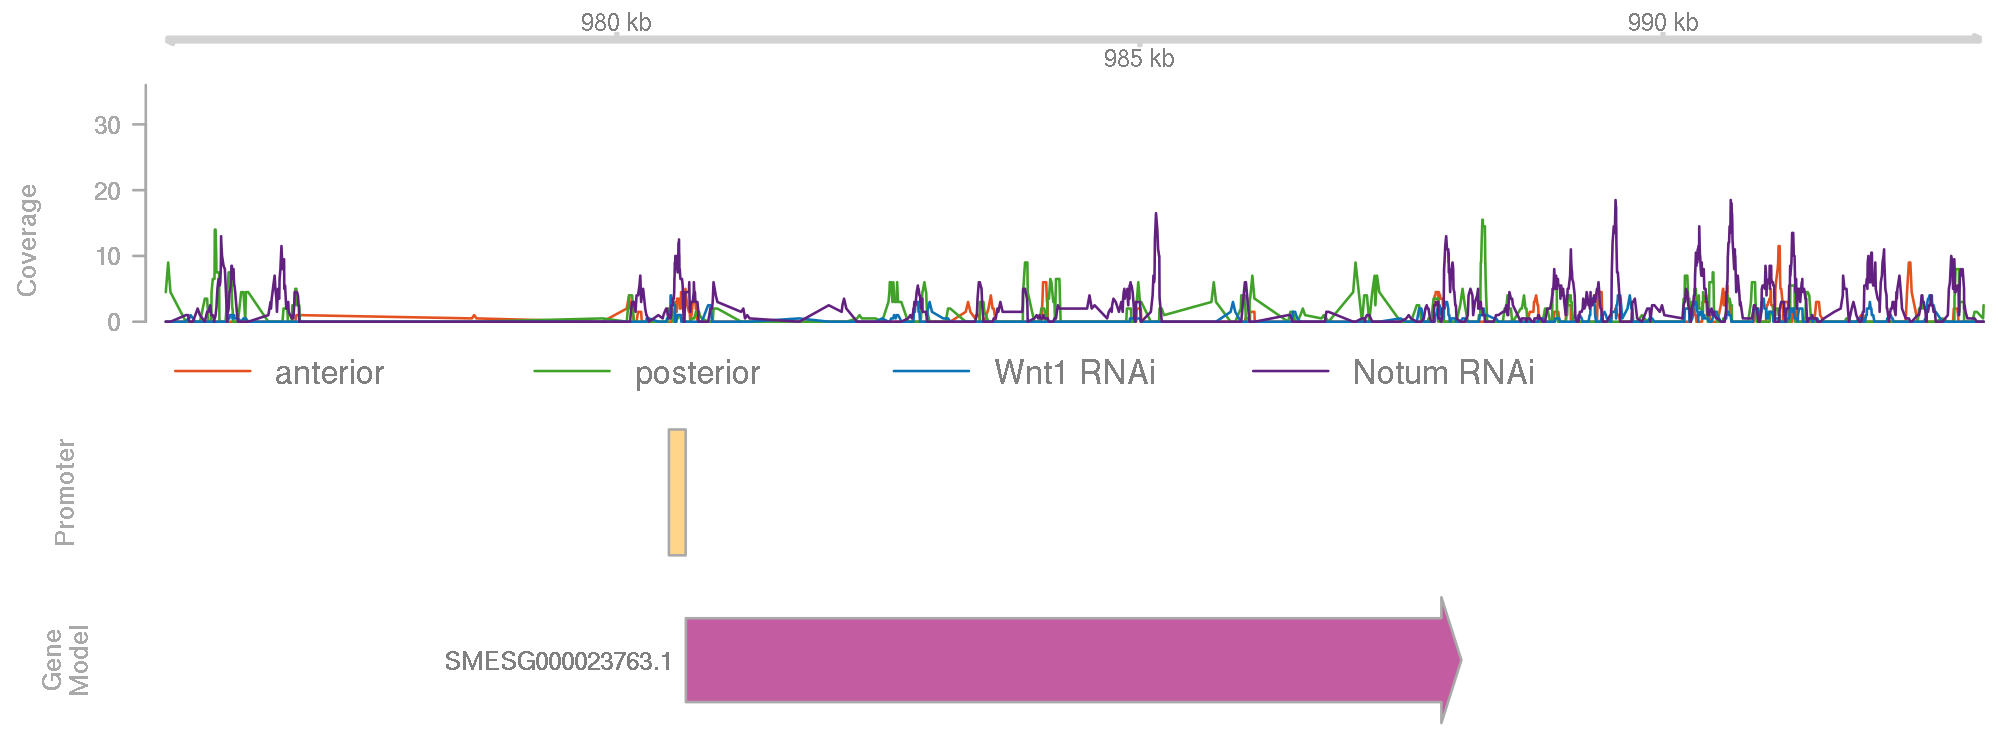 980 kb
990 kb
985 kb
Coverage
30
20
10
0
anterior posterior Wnt1 RNAi Notum RNAi
Promoter
Gene
Model
SMESG000023763.1